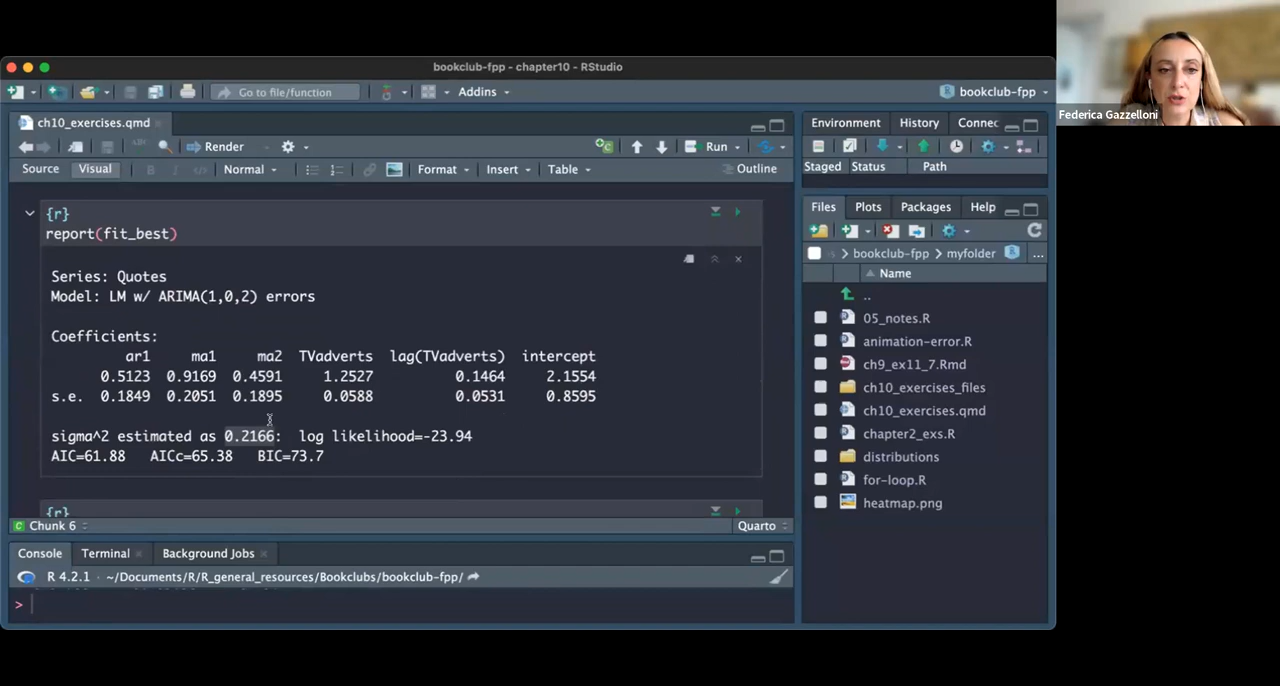 bookclub-fpp - chapter10 - RStudio
Go to file/function
Addins
bookclub-fpp
Federica Gazzelloni
ch10_exercises.qmd
Render
Run
Source Visual
B I
Normal
Format
Insert
Table
Outline
{r}
report(fit_best)
Series: Quotes
Model: LM w/ ARIMA(1,0,2) errors
Coefficients:
ar1 ma1 ma2 TVadverts lag(TVadverts) intercept
0.5123 0.9169 0.4591 1.2527 0.1464 2.1554
s.e. 0.1849 0.2051 0.1895 0.0588 0.0531 0.8595
sigma^2 estimated as 0.2166: log likelihood=-23.94
AIC=61.88 AICc=65.38 BIC=73.7
{r}
Chunk 6
Quarto
Console Terminal Background Jobs
R 4.2.1 · ~/Documents/R/R_general_resources/Bookclubs/bookclub-fpp/
>
Environment History Connec
Staged Status Path
Files Plots Packages Help
bookclub-fpp > myfolder
...
Name
..
05_notes.R
animation-error.R
ch9_ex11_7.Rmd
ch10_exercises_files
ch10_exercises.qmd
chapter2_exs.R
distributions
for-loop.R
heatmap.png